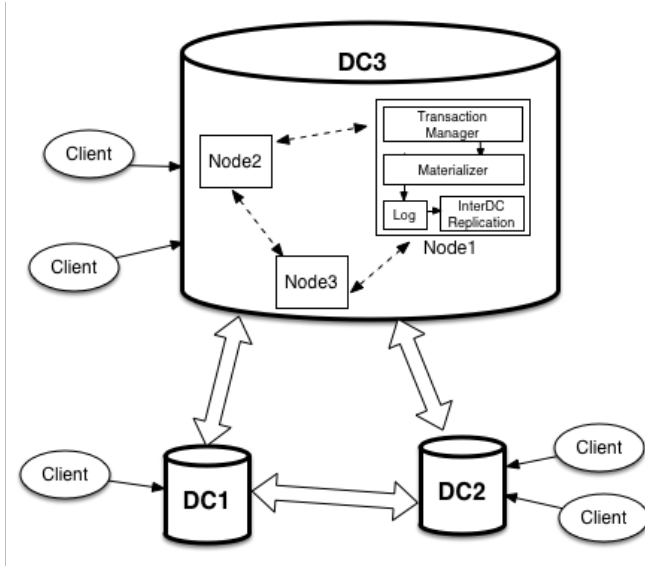 DC3
Client
Node2
Transaction
Manager
Materializer
Log
InterDC
Replication
Node1
Client
Node3
Client
DC1
DC2
Client
Client